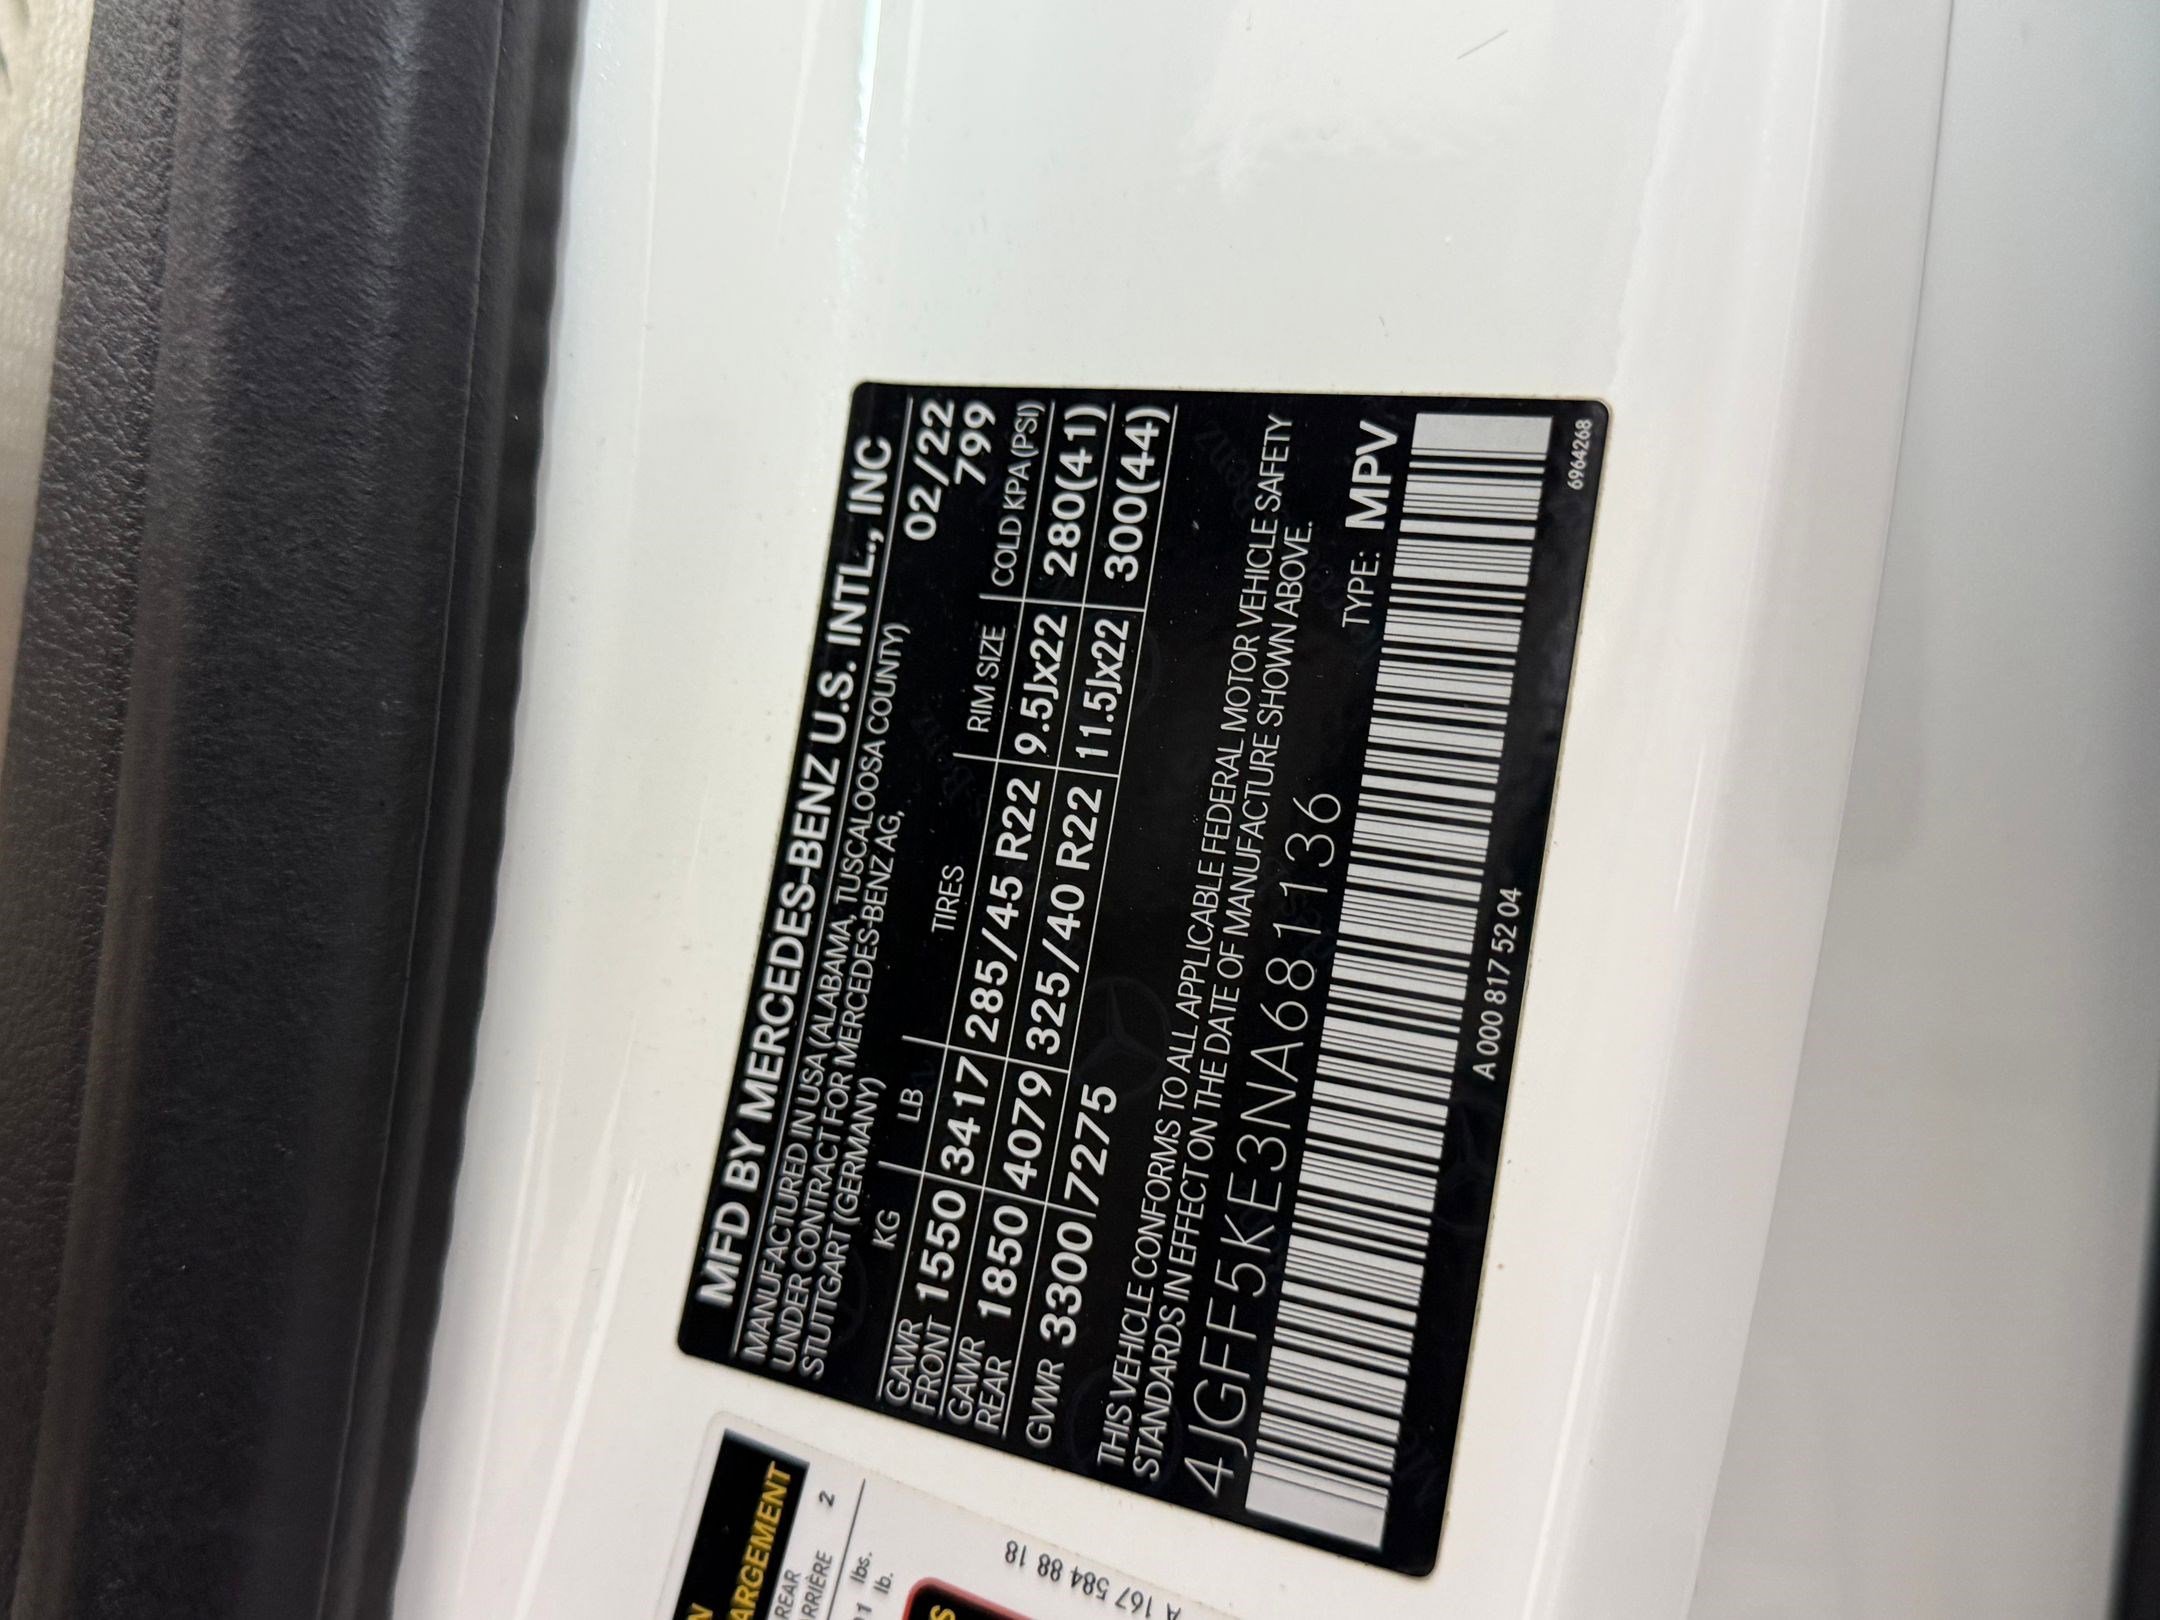 MFD BY MERCEDES-BENZ U.S. INTL., INC
MANUFACTURED IN USA (ALABAMA, TUSCALOOSA COUNTY) 02/22
UNDER CONTRACT FOR MERCEDES-BENZ AG, 799
STUTTGART (GERMANY)
KG LB TIRES RIM SIZE COLD KPA (PSI)
GAWR
FRONT 1550 3417 285/45 R22 9.5Jx22 280(41)
GAWR
REAR 1850 4079 325/40 R22 11.5Jx22 300(44)
GVWR 3300 7275
THIS VEHICLE CONFORMS TO ALL APPLICABLE FEDERAL MOTOR VEHICLE SAFETY
STANDARDS IN EFFECT ON THE DATE OF MANUFACTURE SHOWN ABOVE.
4JGFF5KE3NA681136 TYPE: MPV
A 000 817 52 04
6964268
REAR
2
lbs.
lb.
A 167 584 88 18